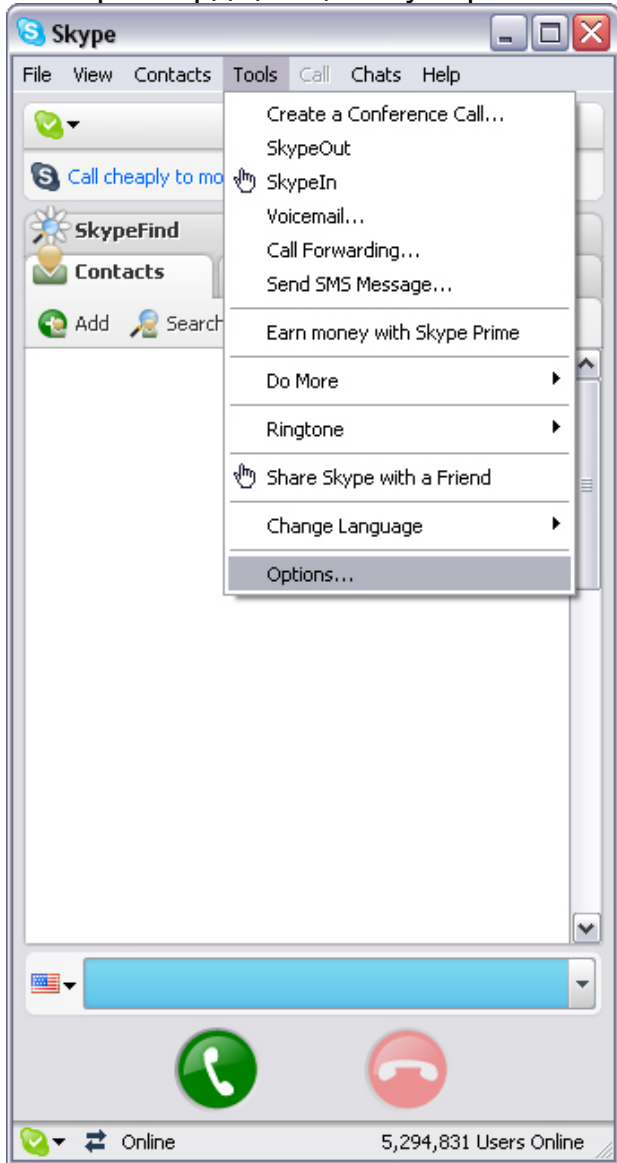 Skype
File View Contacts Tools Call Chats Help
Create a Conference Call...
SkypeOut
Call cheaply to mo
SkypeIn
Voicemail...
SkypeFind
Call Forwarding...
Contacts
Send SMS Message...
Add Search
Earn money with Skype Prime
Do More
Ringtone
Share Skype with a Friend
Change Language
Options...
Online 5,294,831 Users Online